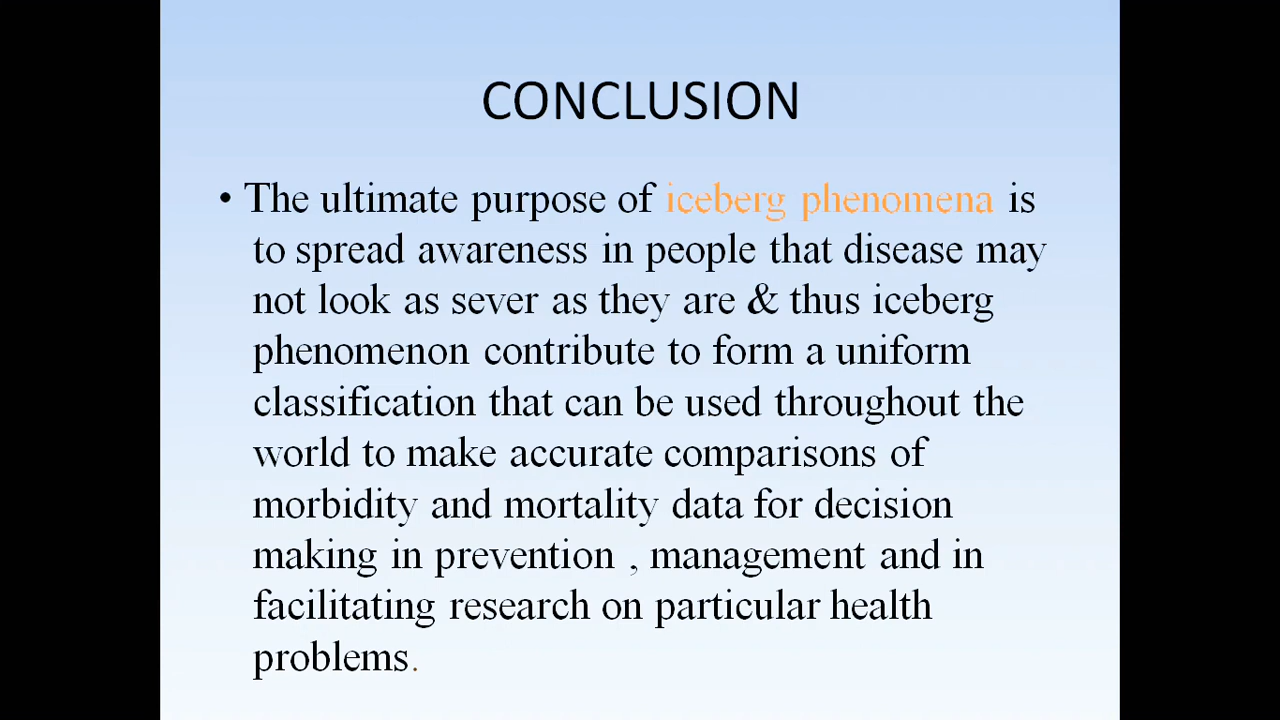 CONCLUSION
• The ultimate purpose of iceberg phenomena is
to spread awareness in people that disease may
not look as sever as they are & thus iceberg
phenomenon contribute to form a uniform
classification that can be used throughout the
world to make accurate comparisons of
morbidity and mortality data for decision
making in prevention , management and in
facilitating research on particular health
problems.